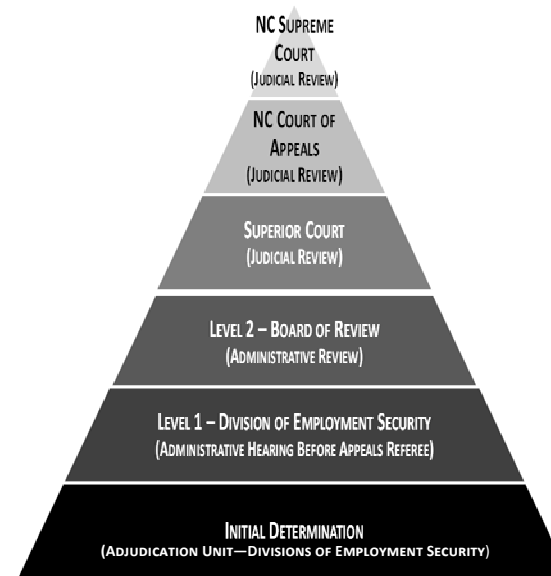 NC SUPREME
COURT
(JUDICIAL REVIEW)
NC COURT OF
APPEALS
(JUDICIAL REVIEW)
SUPERIOR COURT
(JUDICIAL REVIEW)
LEVEL 2 – BOARD OF REVIEW
(ADMINISTRATIVE REVIEW)
LEVEL 1 – DIVISION OF EMPLOYMENT SECURITY
(ADMINISTRATIVE HEARING BEFORE APPEALS REFEREE)
INITIAL DETERMINATION
(ADJUDICATION UNIT—DIVISIONS OF EMPLOYMENT SECURITY)